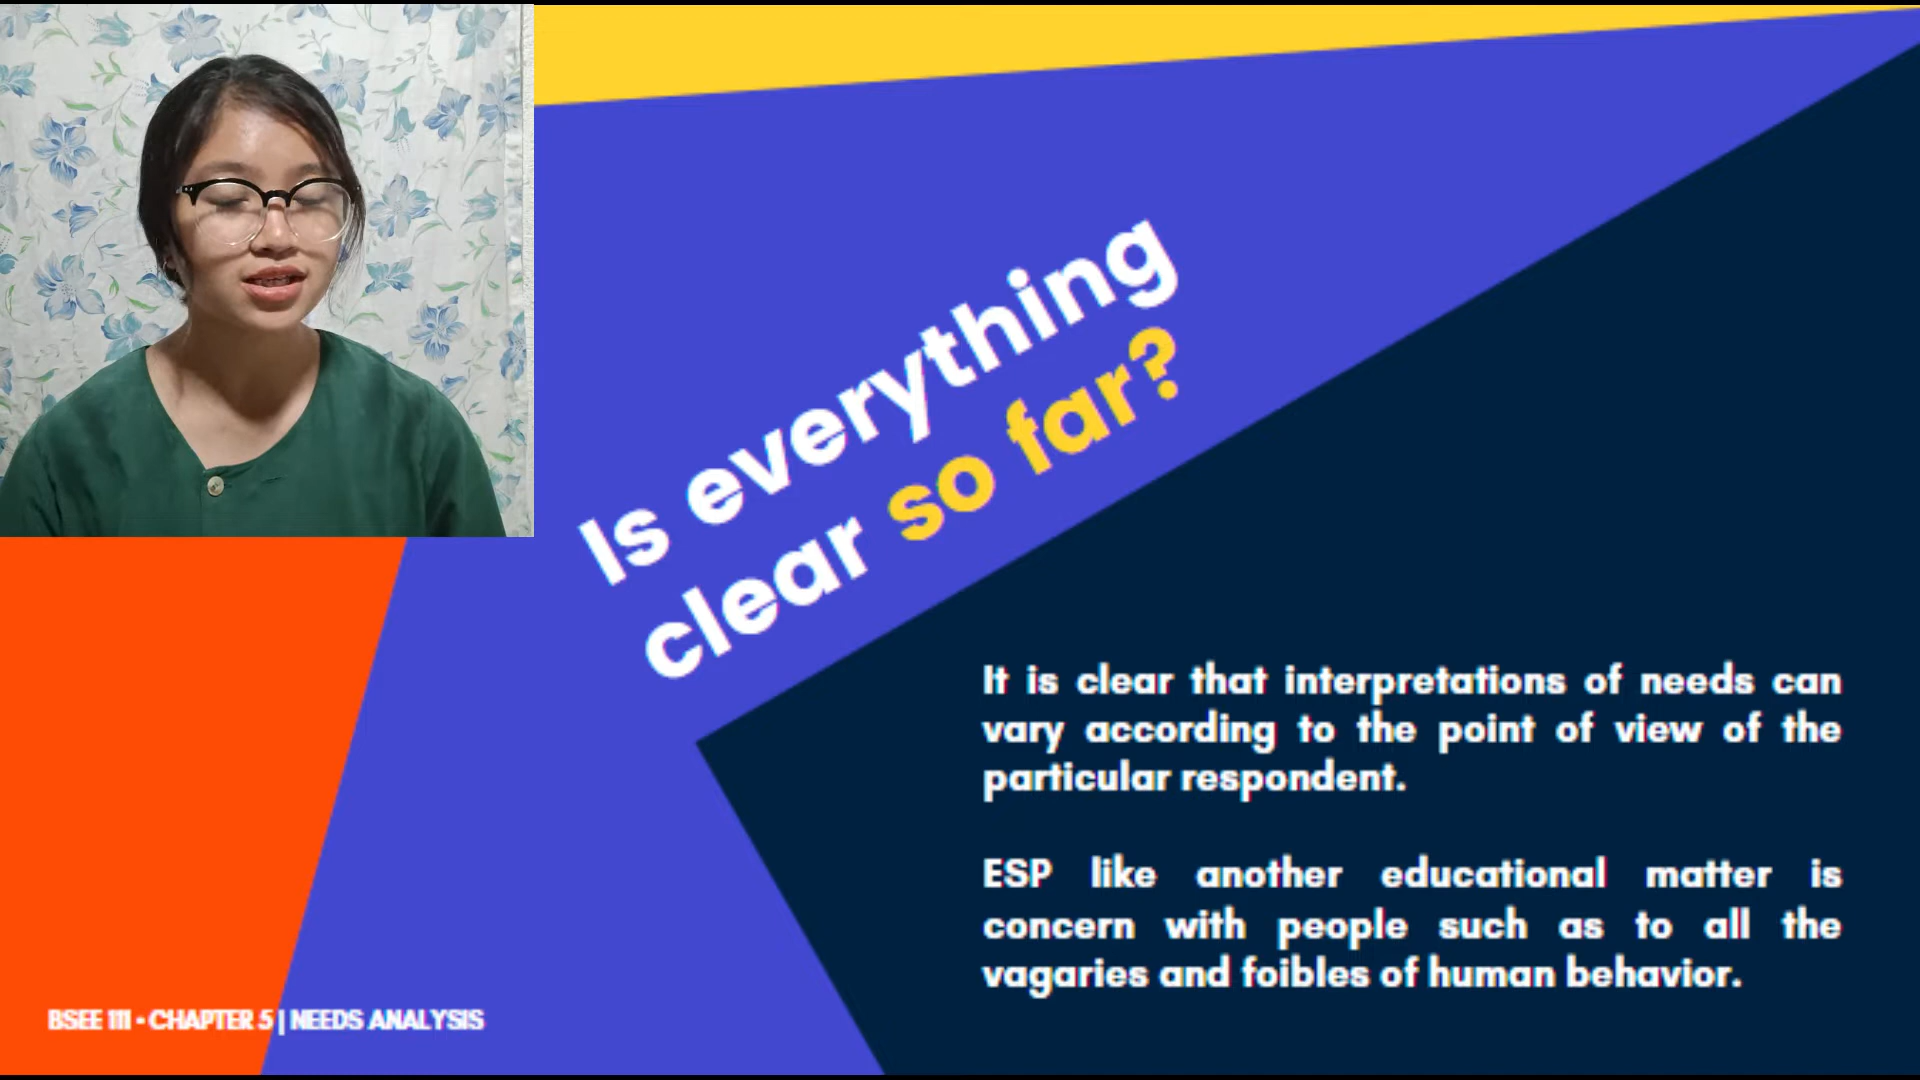 Is everything
clear so far?
It is clear that interpretations of needs can
vary according to the point of view of the
particular respondent.
ESP like another educational matter is
concern with people such as to all the
vagaries and foibles of human behavior.
BSEE 111 • CHAPTER 5 | NEEDS ANALYSIS